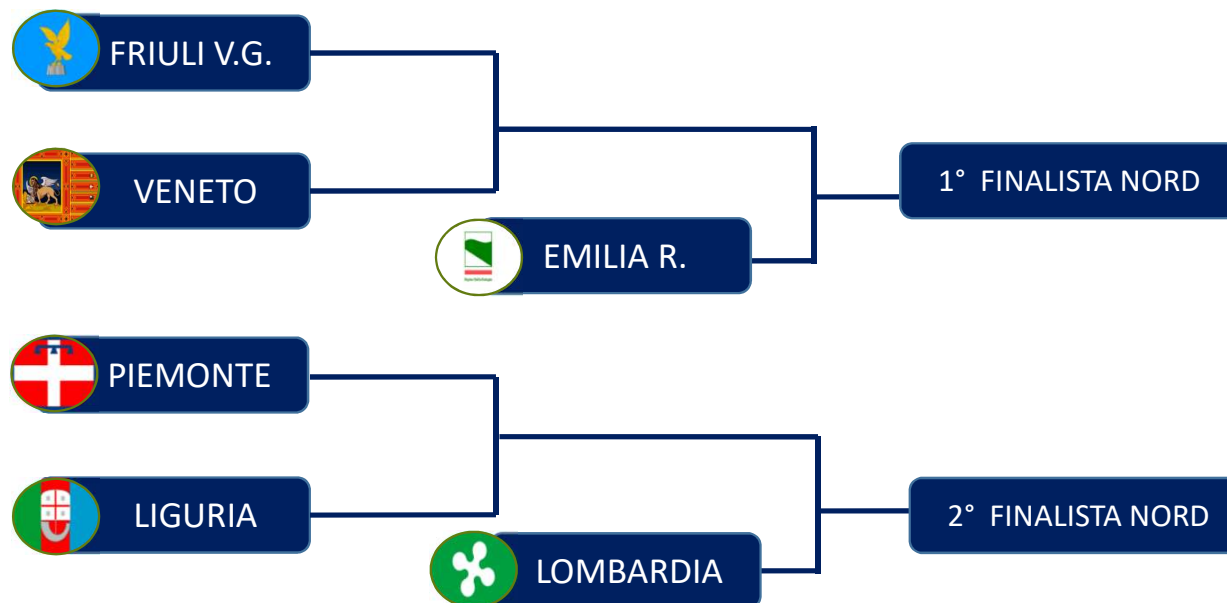 FRIULI V.G.
VENETO
1° FINALISTA NORD
EMILIA R.
PIEMONTE
LIGURIA
2° FINALISTA NORD
LOMBARDIA